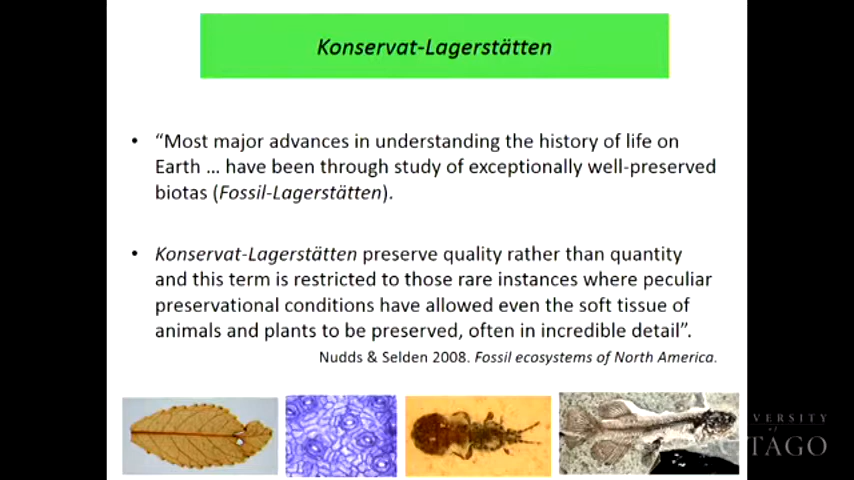 Konservat-Lagerstätten
• “Most major advances in understanding the history of life on
Earth ... have been through study of exceptionally well-preserved
biotas (Fossil-Lagerstätten).
• Konservat-Lagerstätten preserve quality rather than quantity
and this term is restricted to those rare instances where peculiar
preservational conditions have allowed even the soft tissue of
animals and plants to be preserved, often in incredible detail”.
Nudds & Selden 2008. Fossil ecosystems of North America.